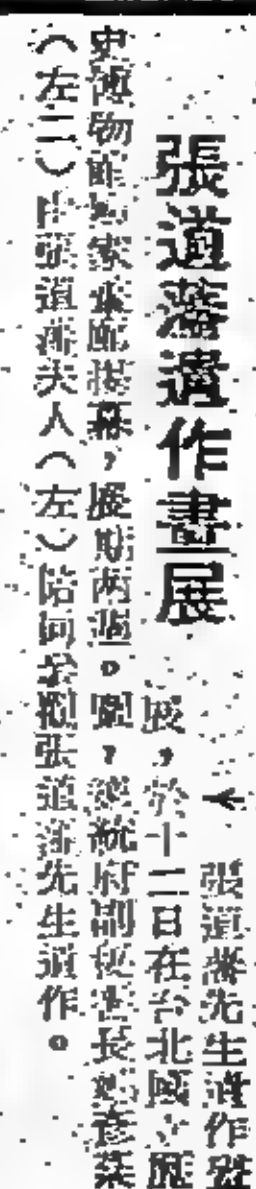 張道藩遺作畫展
張道藩先生遺作畫
展,於十二日在台北國立歷
史博物館國家畫廊揭幕,展期兩週。圖,總統府副秘書長鄭彥棻
(左二)由張道藩夫人(左)陪同參觀張道藩先生遺作。